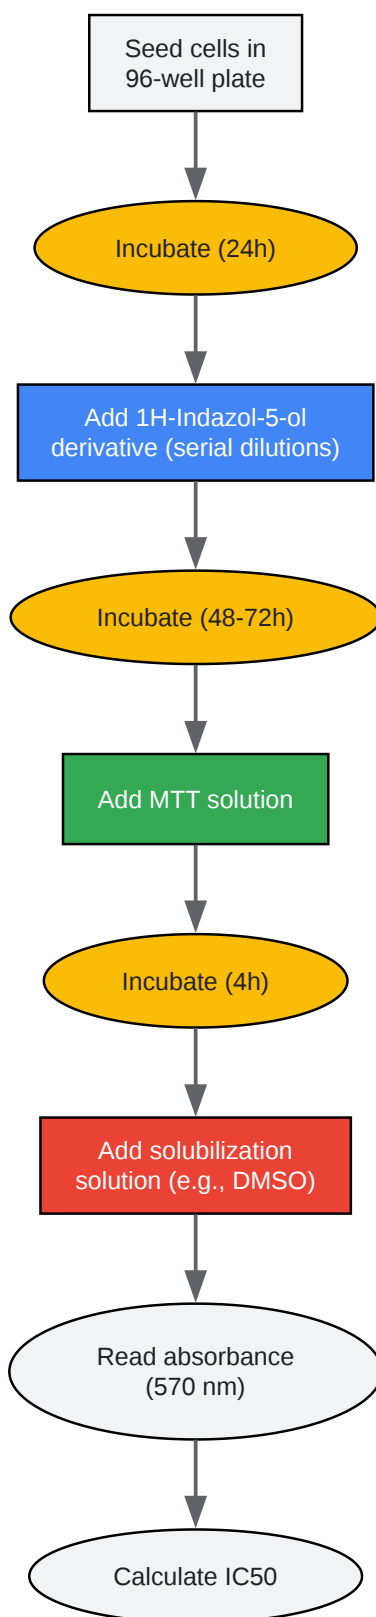 Seed cells in
96-well plate
Incubate (24h)
Add 1H-Indazol-5-ol
derivative (serial dilutions)
Incubate (48-72h)
Add MTT solution
Incubate (4h)
Add solubilization
solution (e.g., DMSO)
Read absorbance
(570 nm)
Calculate IC50